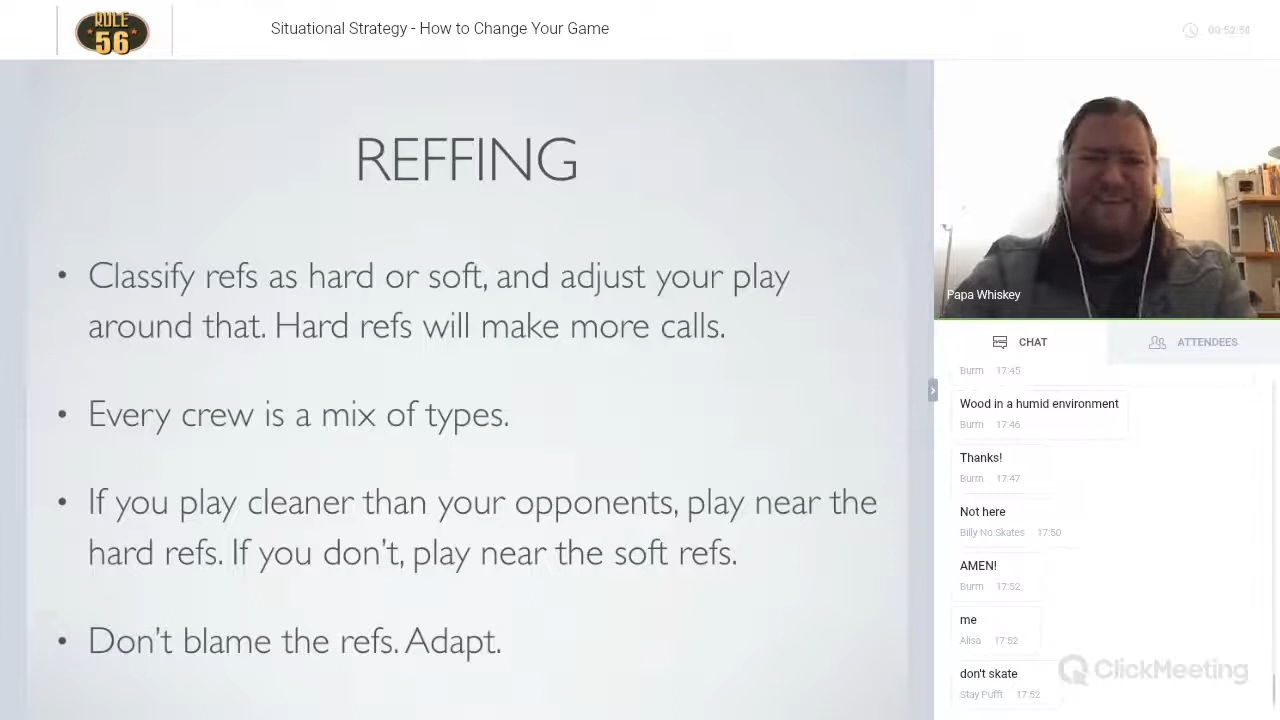 RULE
56
Situational Strategy - How to Change Your Game
00:52:50
REFFING
• Classify refs as hard or soft, and adjust your play
around that. Hard refs will make more calls.
• Every crew is a mix of types.
• If you play cleaner than your opponents, play near the
hard refs. If you don't, play near the soft refs.
• Don't blame the refs. Adapt.
Papa Whiskey
CHAT
ATTENDEES
Burm 17:45
Wood in a humid environment
Burm 17:46
Thanks!
Burm 17:47
Not here
Billy No Skates 17:50
AMEN!
Burm 17:52
me
Alisa 17:52
don't skate
Stay Pufft 17:52
ClickMeeting